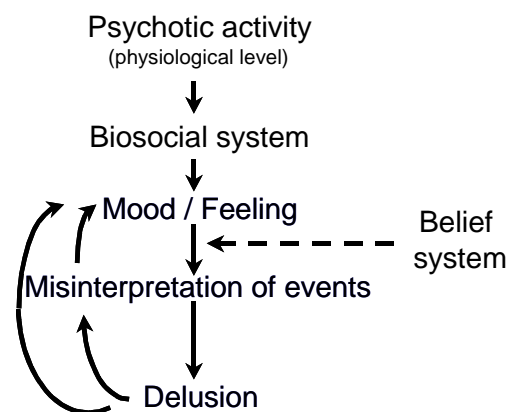 Psychotic activity
(physiological level)
Biosocial system
Mood / Feeling
Belief
system
Misinterpretation of events
Delusion